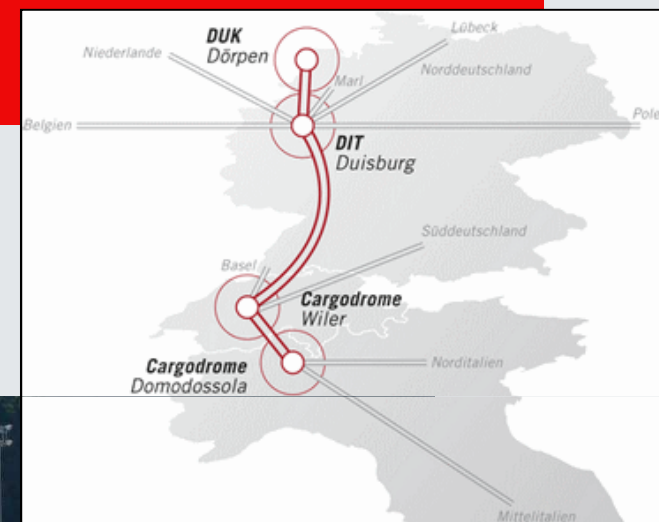 DUK
Dörpen
Lübeck
Niederlande
Norddeutschland
Marl
Belgien
Pole
DIT
Duisburg
Süddeutschland
Basel
Cargodrome
Wiler
Cargodrome
Domodossola
Norditalien
Mittelitalien